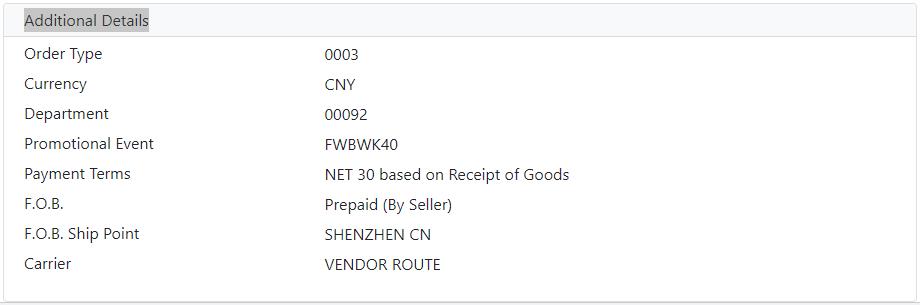 Additional Details
Order Type 0003
Currency CNY
Department 00092
Promotional Event FWBWK40
Payment Terms NET 30 based on Receipt of Goods
F.O.B. Prepaid (By Seller)
F.O.B. Ship Point SHENZHEN CN
Carrier VENDOR ROUTE